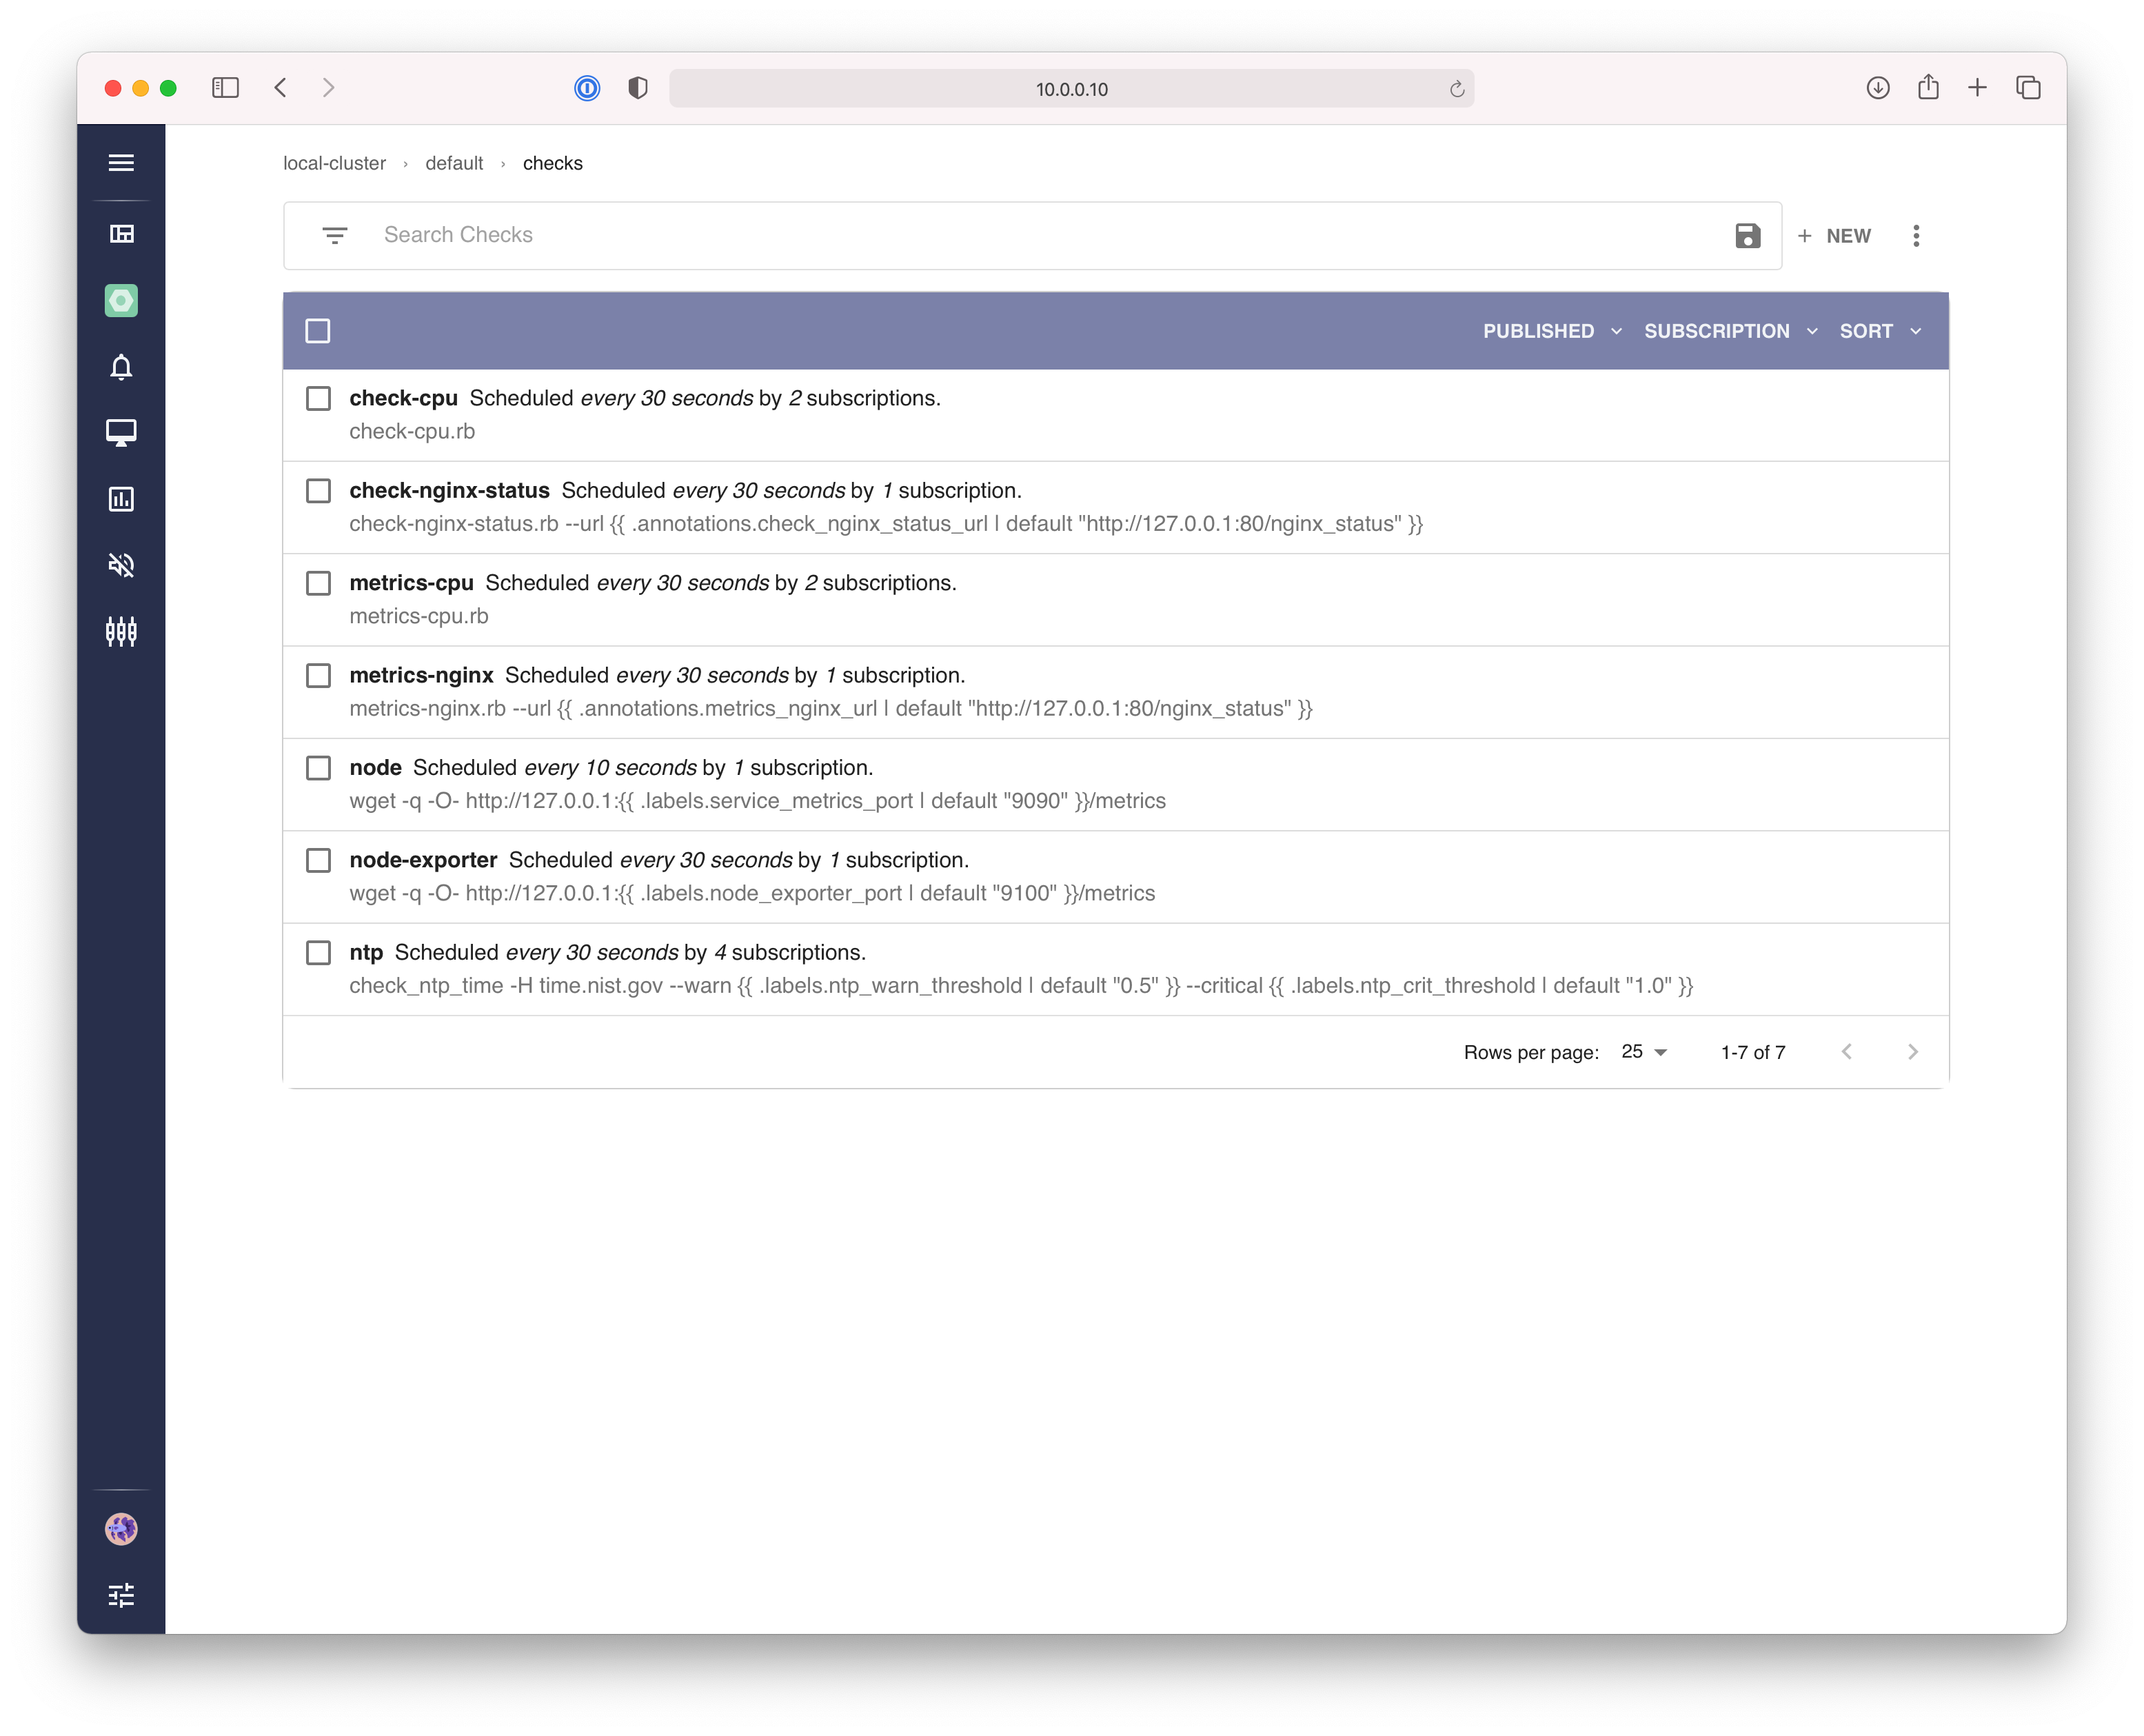 10.0.0.10
local-cluster › default › checks
Search Checks
+ NEW
PUBLISHED SUBSCRIPTION SORT
check-cpu Scheduled every 30 seconds by 2 subscriptions.
check-cpu.rb
check-nginx-status Scheduled every 30 seconds by 1 subscription.
check-nginx-status.rb --url {{ .annotations.check_nginx_status_url | default "http://127.0.0.1:80/nginx_status" }}
metrics-cpu Scheduled every 30 seconds by 2 subscriptions.
metrics-cpu.rb
metrics-nginx Scheduled every 30 seconds by 1 subscription.
metrics-nginx.rb --url {{ .annotations.metrics_nginx_url | default "http://127.0.0.1:80/nginx_status" }}
node Scheduled every 10 seconds by 1 subscription.
wget -q -O- http://127.0.0.1:{{ .labels.service_metrics_port | default "9090" }}/metrics
node-exporter Scheduled every 30 seconds by 1 subscription.
wget -q -O- http://127.0.0.1:{{ .labels.node_exporter_port | default "9100" }}/metrics
ntp Scheduled every 30 seconds by 4 subscriptions.
check_ntp_time -H time.nist.gov --warn {{ .labels.ntp_warn_threshold | default "0.5" }} --critical {{ .labels.ntp_crit_threshold | default "1.0" }}
Rows per page: 25 1-7 of 7